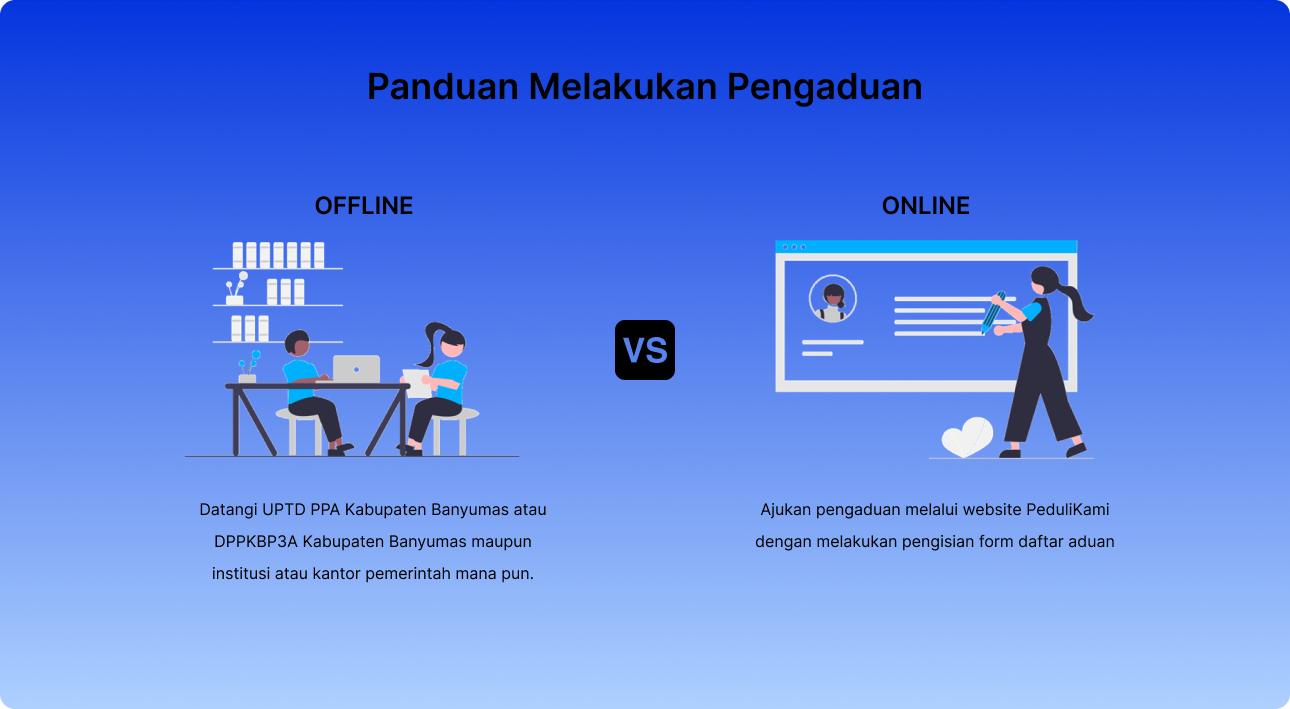 Panduan Melakukan Pengaduan
OFFLINE
Datangi UPTD PPA Kabupaten Banyumas atau
DPPKBP3A Kabupaten Banyumas maupun
institusi atau kantor pemerintah mana pun.
VS
ONLINE
Ajukan pengaduan melalui website PeduliKami
dengan melakukan pengisian form daftar aduan